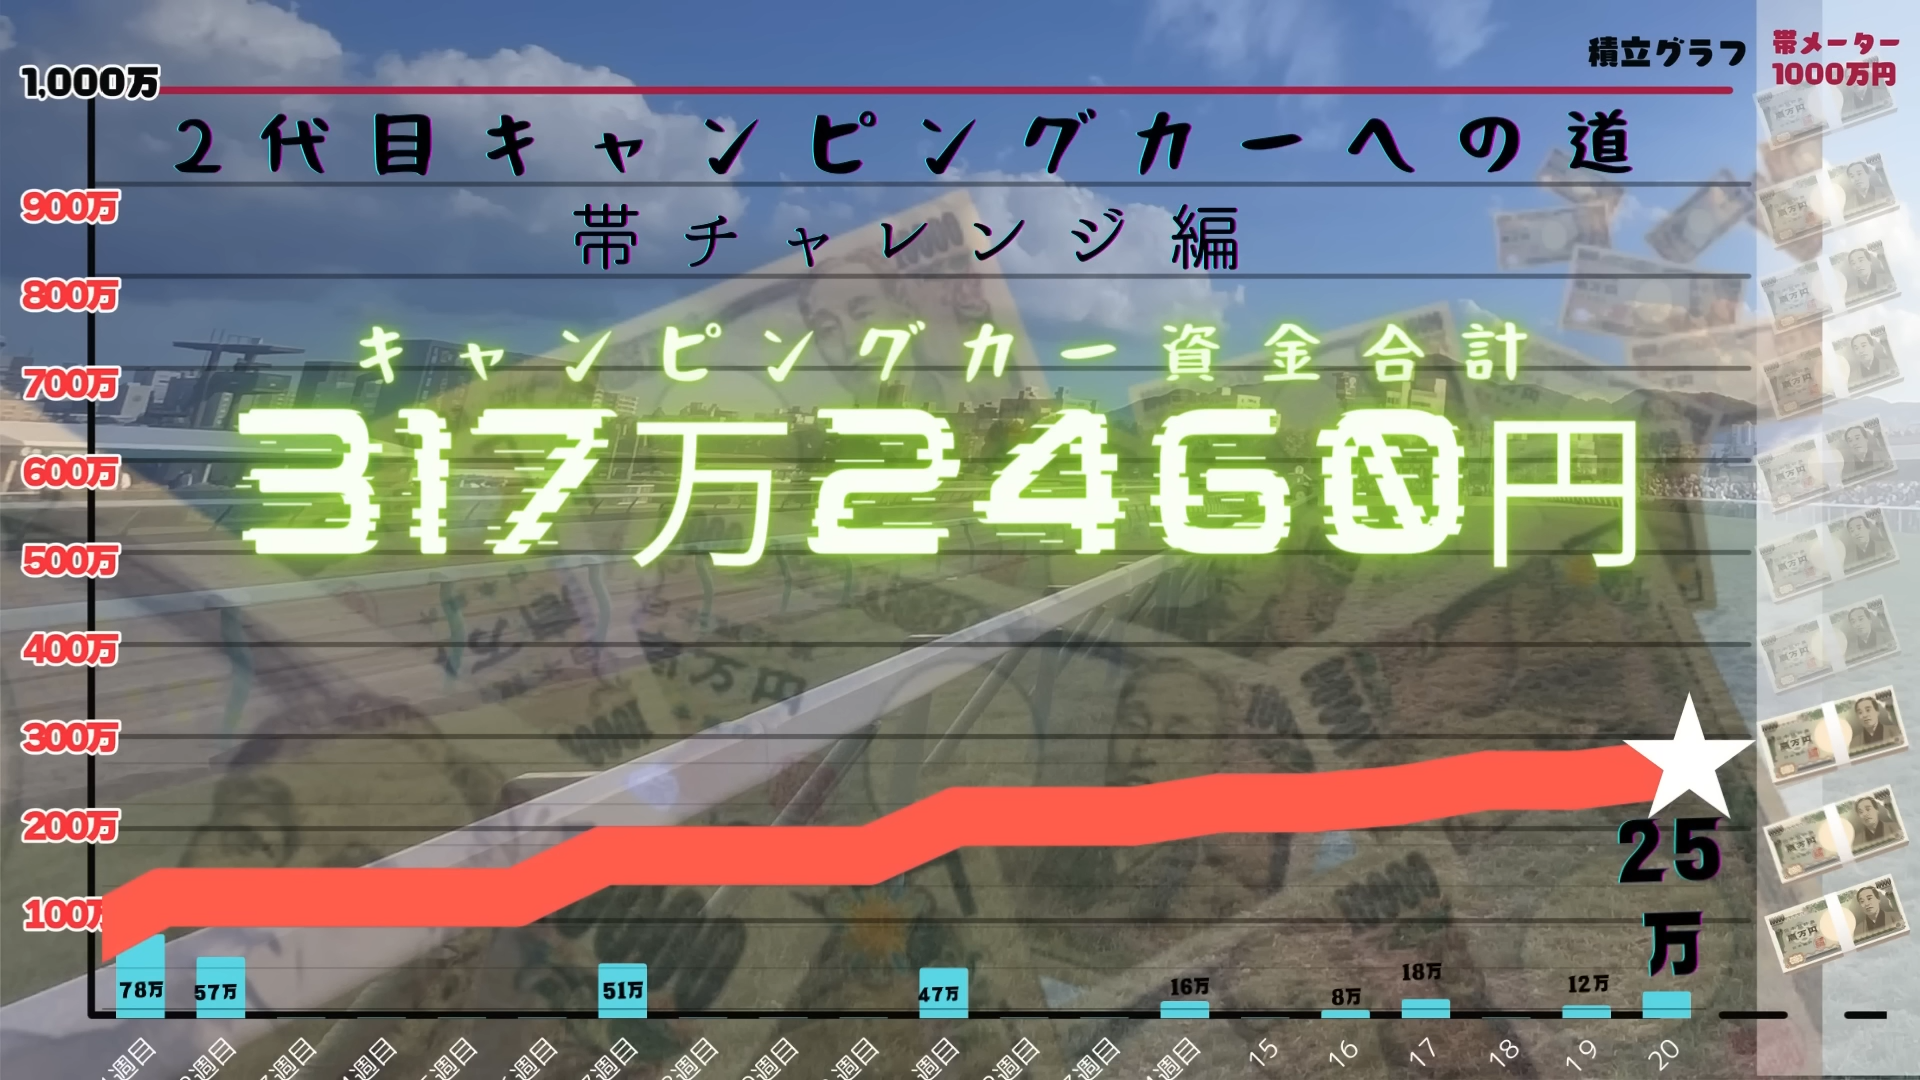 積立グラフ
帯メーター
1000万円
1,000万
2代目キャンピングカーへの道
900万
帯チャレンジ編
800万
キャンピングカー資金合計
700万
317万2460円
600万
500万
400万
300万
200万
25
万
100万
78万
57万
51万
47万
16万
8万
18万
12万
15
16
17
18
19
20